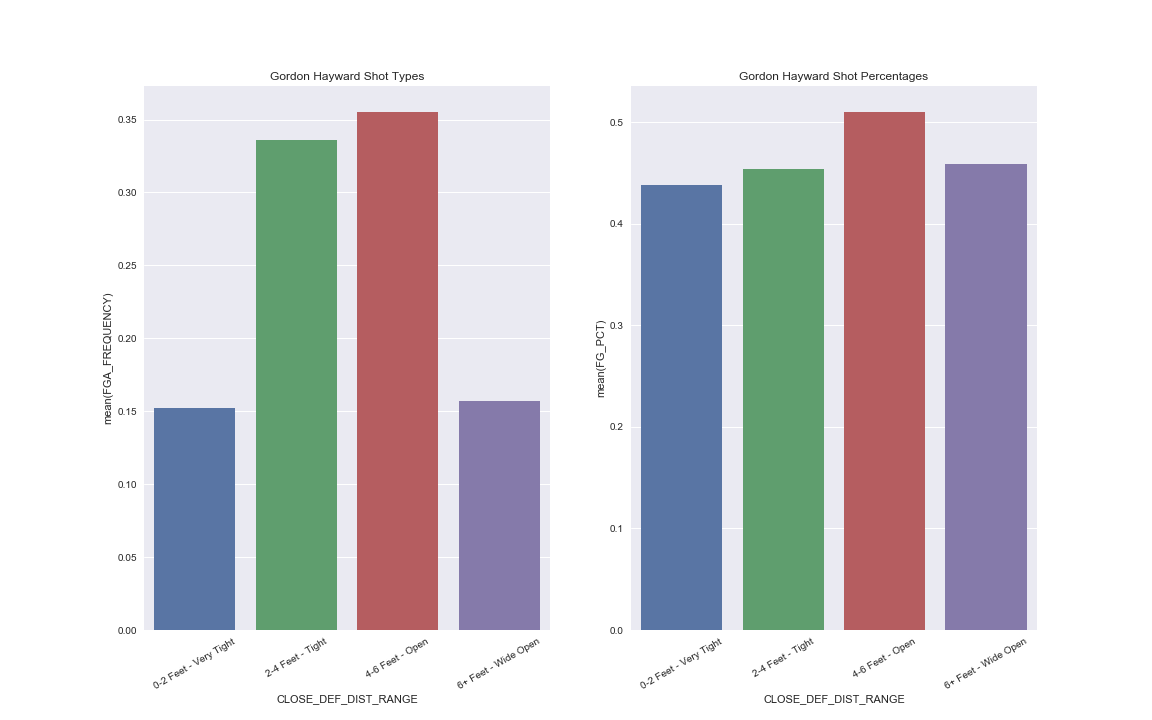 Gordon Hayward Shot Types
mean(FGA_FREQUENCY)
0.35
0.30
0.25
0.20
0.15
0.10
0.05
0.00
0-2 Feet - Very Tight
2-4 Feet - Tight
4-6 Feet - Open
6+ Feet - Wide Open
CLOSE_DEF_DIST_RANGE
Gordon Hayward Shot Percentages
mean(FG_PCT)
0.5
0.4
0.3
0.2
0.1
0.0
0-2 Feet - Very Tight
2-4 Feet - Tight
4-6 Feet - Open
6+ Feet - Wide Open
CLOSE_DEF_DIST_RANGE